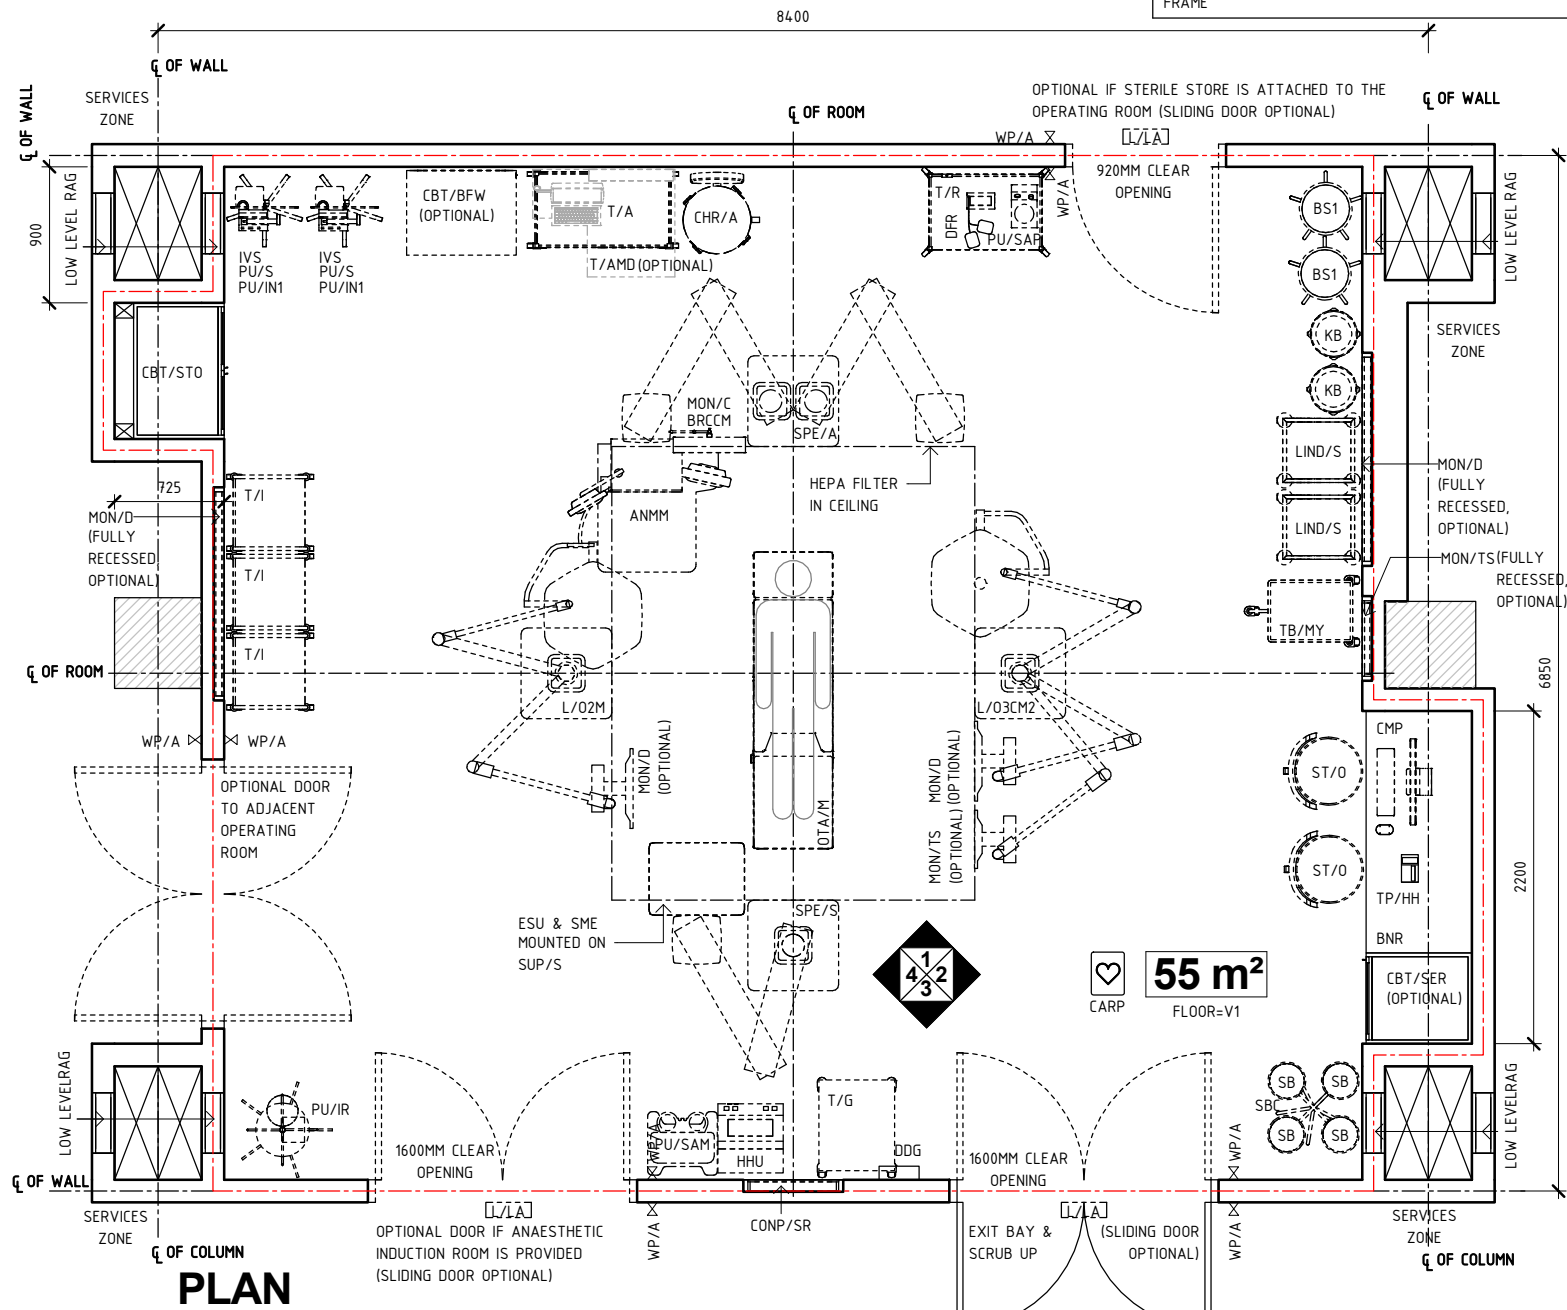 FRAME
8400
℄ OF WALL
℄ OF WALL
SERVICES
ZONE
℄ OF ROOM
OPTIONAL IF STERILE STORE IS ATTACHED TO THE
OPERATING ROOM (SLIDING DOOR OPTIONAL)
℄ OF WALL
WP/A
L/LA
WP/A
920MM CLEAR
OPENING
900
LOW LEVEL RAG
IVS
PU/S
PU/IN1
IVS
PU/S
PU/IN1
CBT/BFW
(OPTIONAL)
T/A
T/AMD(OPTIONAL)
CHR/A
T/R
DFR
PU/SAP
BS1
BS1
LOW LEVEL RAG
SERVICES
ZONE
CBT/STO
KB
KB
MON/C
BRCCM
SPE/A
HEPA FILTER
IN CEILING
ANMM
LIND/S
LIND/S
MON/D
(FULLY
RECESSED,
OPTIONAL)
MON/TS(FULLY
RECESSED,
OPTIONAL)
725
MON/D
(FULLY
RECESSED
OPTIONAL)
T/I
T/I
T/I
TB/MY
℄ OF ROOM
L/O2M
L/O3CM2
6850
WP/A
WP/A
MON/D
(OPTIONAL)
OTA/M
MON/D
(OPTIONAL)
MON/TS
(OPTIONAL)
CMP
ST/O
ST/O
TP/HH
BNR
2200
OPTIONAL DOOR
TO ADJACENT
OPERATING
ROOM
ESU & SME
MOUNTED ON
SUP/S
SPE/S
1
4 2
3
CARP
55 m²
FLOOR=V1
CBT/SER
(OPTIONAL)
LOW LEVELRAG
PU/IR
1600MM CLEAR
OPENING
WP/A
PU/SAM
HHU
T/G
DDG
1600MM CLEAR
OPENING
WP/A
SB
SB
SB
SB
LOW LEVELRAG
℄ OF WALL
SERVICES
ZONE
℄ OF COLUMN
L/LA
OPTIONAL DOOR IF ANAESTHETIC
INDUCTION ROOM IS PROVIDED
(SLIDING DOOR OPTIONAL)
WP/A
CONP/SR
EXIT BAY &
SCRUB UP
L/LA
(SLIDING DOOR
OPTIONAL)
WP/A
SERVICES
ZONE
℄ OF COLUMN
PLAN